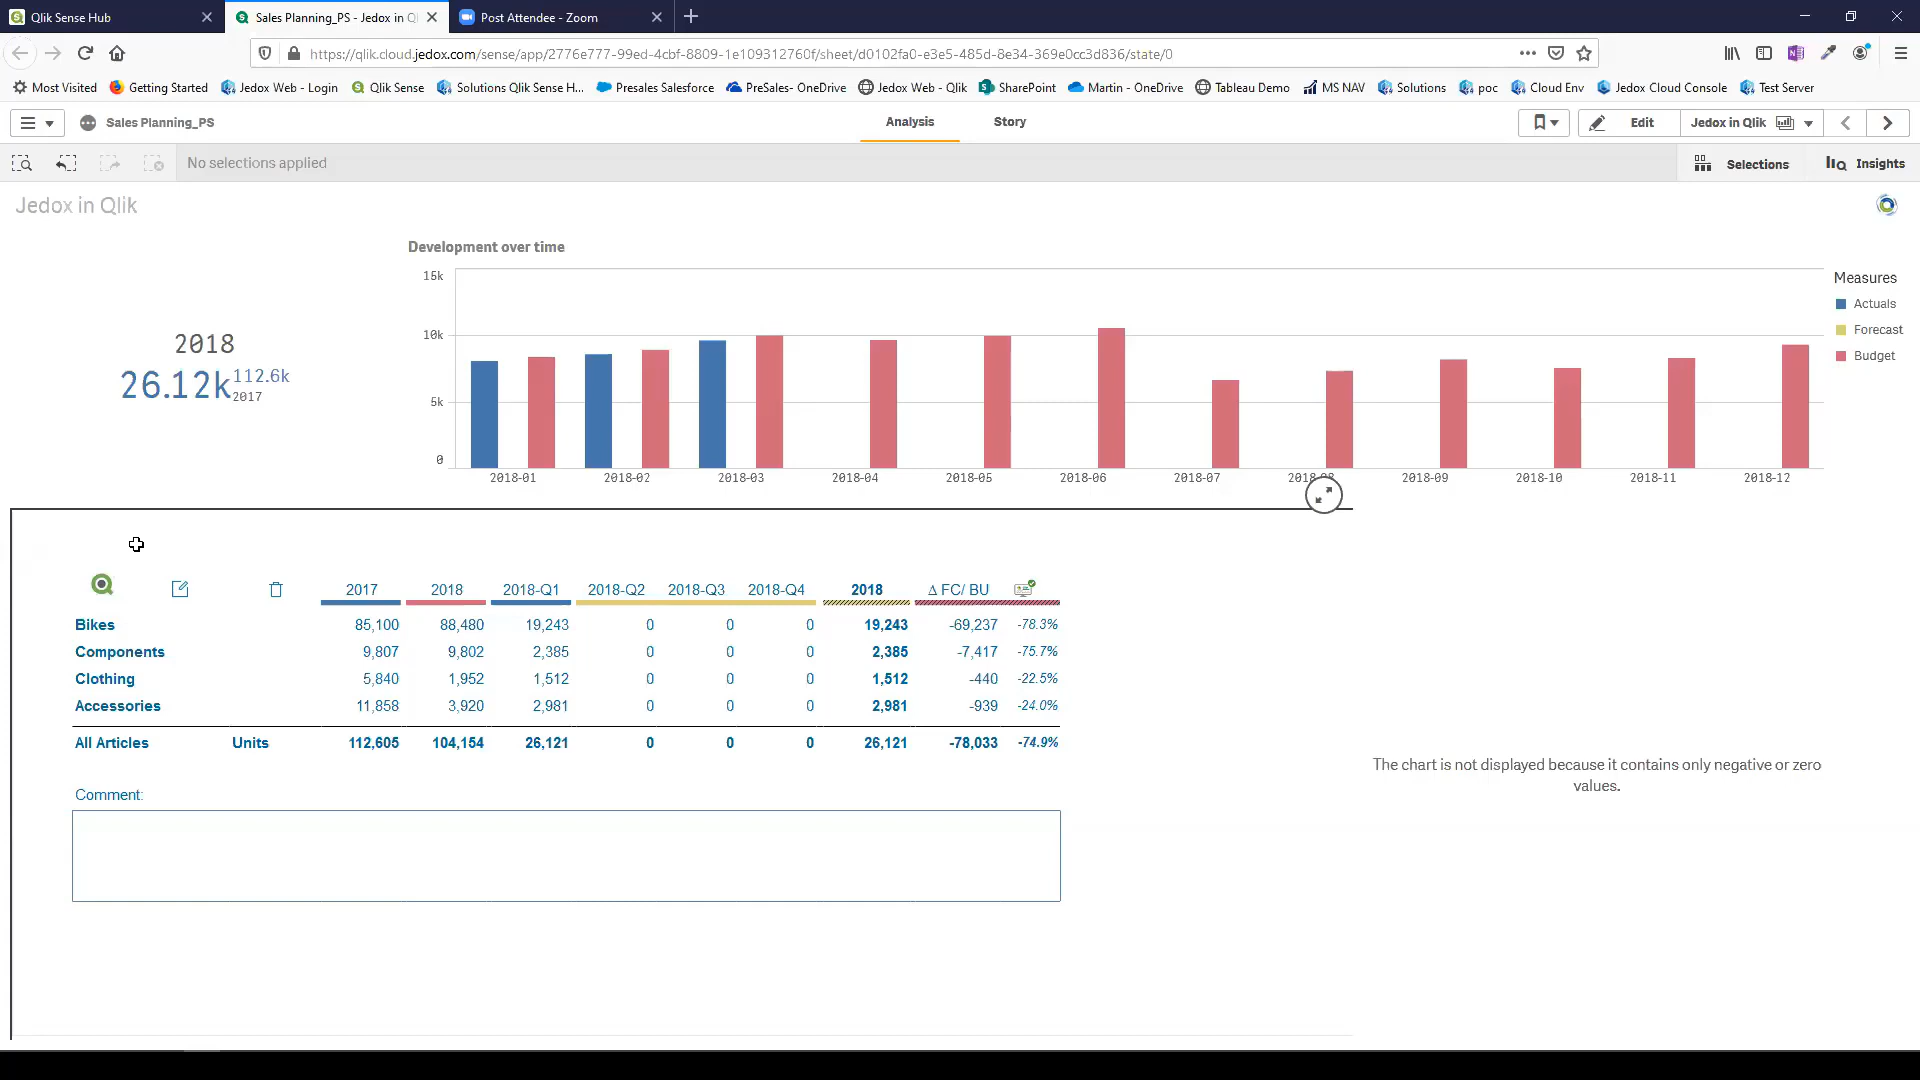 Qlik Sense Hub
Sales Planning_PS - Jedox in Ql
Post Attendee - Zoom
https://qlik.cloud.jedox.com/sense/app/2776e777-99ed-4cbf-8809-1e109312760f/sheet/d0102fa0-e3e5-485d-8e34-369e0cc3d836/state/0
Most Visited Getting Started Jedox Web - Login Qlik Sense Solutions Qlik Sense H... Presales Salesforce PreSales- OneDrive Jedox Web - Qlik SharePoint Martin - OneDrive Tableau Demo MS NAV Solutions poc Cloud Env Jedox Cloud Console Test Server
Sales Planning_PS Analysis Story Edit Jedox in Qlik
No selections applied Selections Insights
Jedox in Qlik
Development over time
15k
10k
5k
0
2018-01 2018-02 2018-03 2018-04 2018-05 2018-06 2018-07 2018-08 2018-09 2018-10 2018-11 2018-12
Measures
Actuals
Forecast
Budget
2018
26.12k 112.6k
2017
2017 2018 2018-Q1 2018-Q2 2018-Q3 2018-Q4 2018 Δ FC/ BU
Bikes 85,100 88,480 19,243 0 0 0 19,243 -69,237 -78.3%
Components 9,807 9,802 2,385 0 0 0 2,385 -7,417 -75.7%
Clothing 5,840 1,952 1,512 0 0 0 1,512 -440 -22.5%
Accessories 11,858 3,920 2,981 0 0 0 2,981 -939 -24.0%
All Articles Units 112,605 104,154 26,121 0 0 0 26,121 -78,033 -74.9%
Comment:
The chart is not displayed because it contains only negative or zero
values.